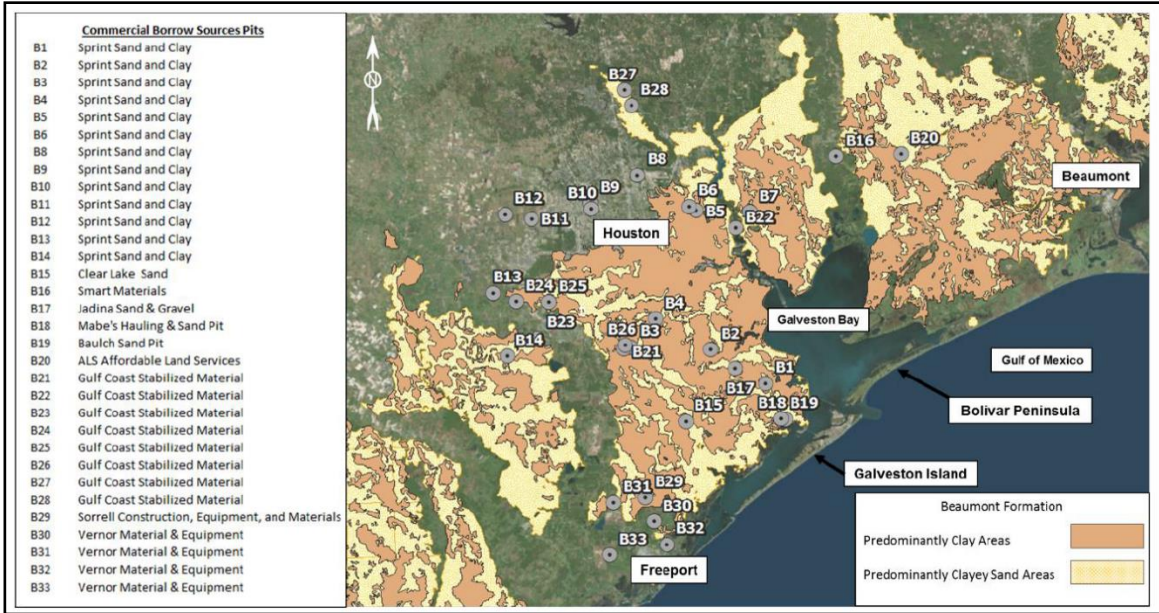 Commercial Borrow Sources Pits
B1 Sprint Sand and Clay
B2 Sprint Sand and Clay
B3 Sprint Sand and Clay
B4 Sprint Sand and Clay
B5 Sprint Sand and Clay
B6 Sprint Sand and Clay
B8 Sprint Sand and Clay
B9 Sprint Sand and Clay
B10 Sprint Sand and Clay
B11 Sprint Sand and Clay
B12 Sprint Sand and Clay
B13 Sprint Sand and Clay
B14 Sprint Sand and Clay
B15 Clear Lake Sand
B16 Smart Materials
B17 Jadina Sand & Gravel
B18 Mabe's Hauling & Sand Pit
B19 Baulch Sand Pit
B20 ALS Affordable Land Services
B21 Gulf Coast Stabilized Material
B22 Gulf Coast Stabilized Material
B23 Gulf Coast Stabilized Material
B24 Gulf Coast Stabilized Material
B25 Gulf Coast Stabilized Material
B26 Gulf Coast Stabilized Material
B27 Gulf Coast Stabilized Material
B28 Gulf Coast Stabilized Material
B29 Sorrell Construction, Equipment, and Materials
B30 Vernor Material & Equipment
B31 Vernor Material & Equipment
B32 Vernor Material & Equipment
B33 Vernor Material & Equipment
N
B27
B28
B16
B20
B8
Beaumont
B9
B6
B10
B7
B12
B5
B11
B22
Houston
B13
B24
B25
B4
B23
Galveston Bay
B26
B3
B2
B21
B14
Gulf of Mexico
B1
B17
Bolivar Peninsula
B15
B18
B19
Galveston Island
B29
B31
B30
B32
B33
Freeport
Beaumont Formation
Predominantly Clay Areas
Predominantly Clayey Sand Areas